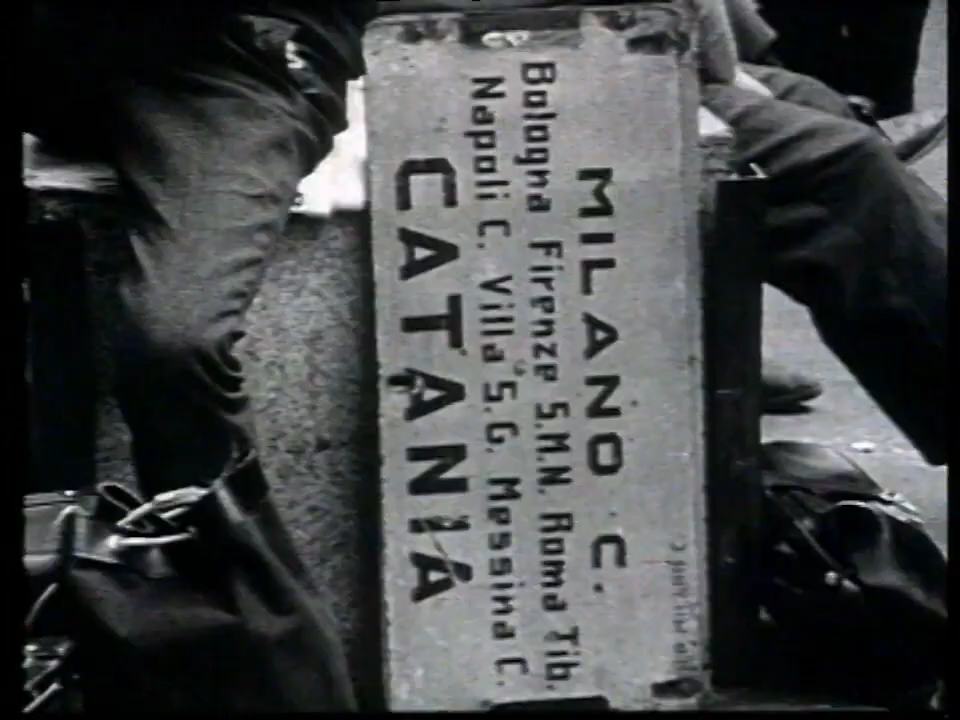 MILANO C.
Bologna Firenze S.M.N. Roma Tib.
Napoli C. Villa S.G. Messina C.
CATANIA